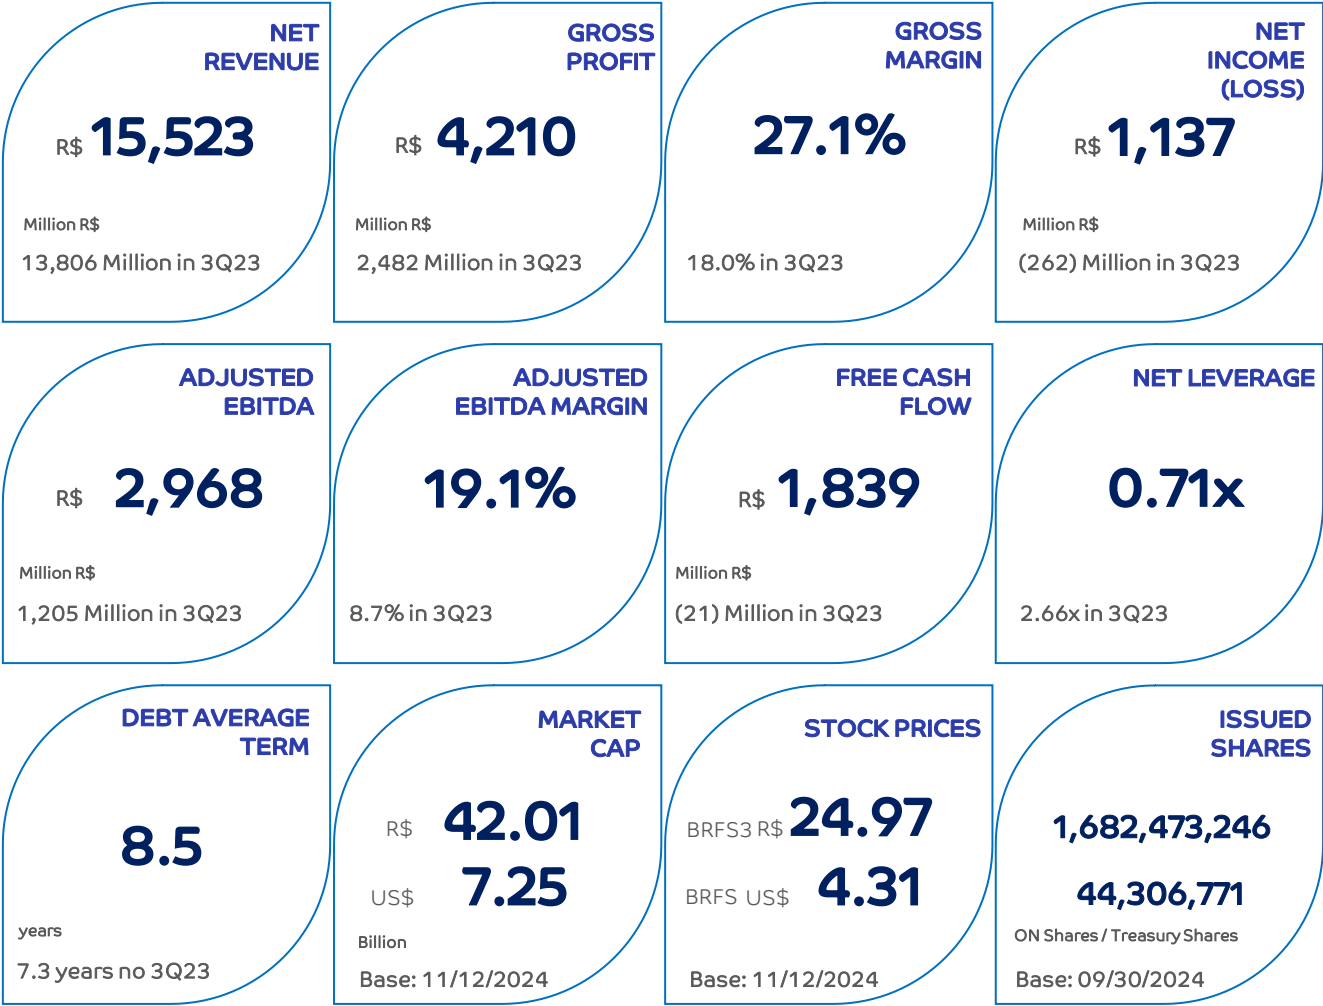 NET
REVENUE
R$ 15,523
Million R$
13,806 Million in 3Q23
GROSS
PROFIT
R$ 4,210
Million R$
2,482 Million in 3Q23
GROSS
MARGIN
27.1%
18.0% in 3Q23
NET
INCOME
(LOSS)
R$ 1,137
Million R$
(262) Million in 3Q23
ADJUSTED
EBITDA
R$ 2,968
Million R$
1,205 Million in 3Q23
ADJUSTED
EBITDA MARGIN
19.1%
8.7% in 3Q23
FREE CASH
FLOW
R$ 1,839
Million R$
(21) Million in 3Q23
NET LEVERAGE
0.71x
2.66x in 3Q23
DEBT AVERAGE
TERM
8.5
years
7.3 years no 3Q23
MARKET
CAP
R$ 42.01
US$ 7.25
Billion
Base: 11/12/2024
STOCK PRICES
BRFS3 R$ 24.97
BRFS US$ 4.31
Base: 11/12/2024
ISSUED
SHARES
1,682,473,246
44,306,771
ON Shares / Treasury Shares
Base: 09/30/2024